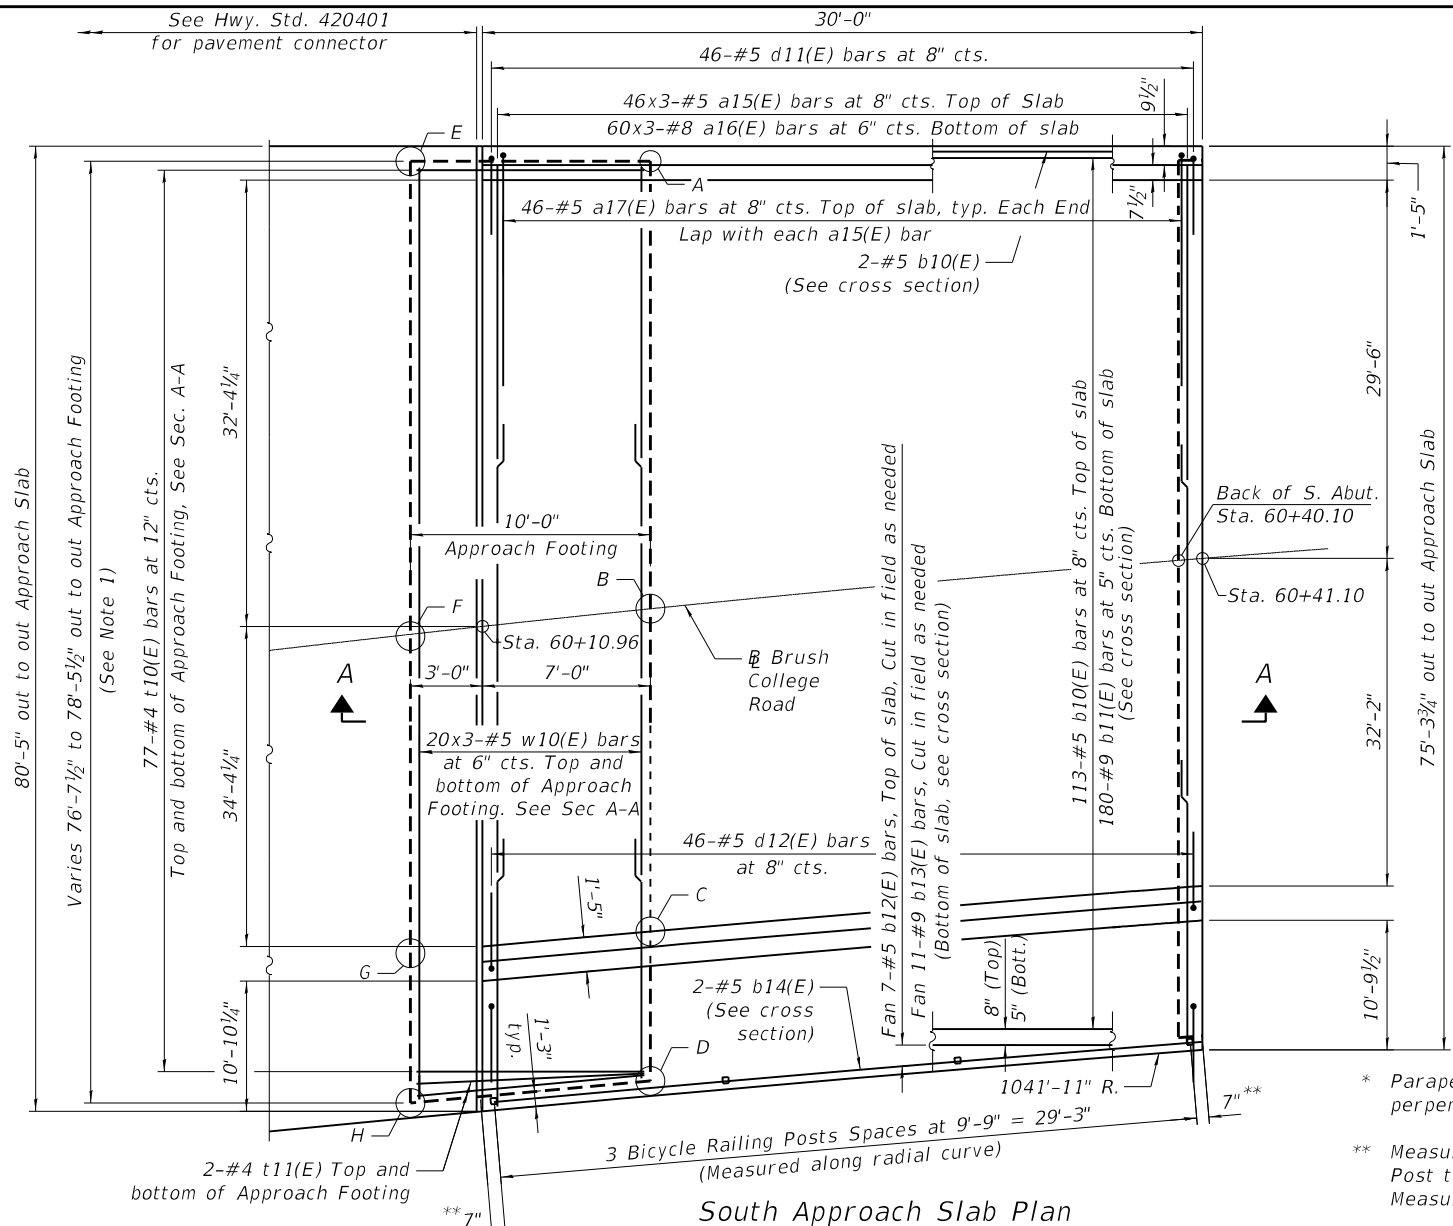 See Hwy. Std. 420401
for pavement connector
30'-0"
46-#5 d11(E) bars at 8" cts.
46x3-#5 a15(E) bars at 8" cts. Top of Slab
60x3-#8 a16(E) bars at 6" cts. Bottom of slab
9½"
E
A
7½"
1'-5"
46-#5 a17(E) bars at 8" cts. Top of slab, typ. Each End
Lap with each a15(E) bar
2-#5 b10(E)
(See cross section)
80'-5" out to out Approach Slab
Varies 76'-7½" to 78'-5½" out to out Approach Footing
(See Note 1)
77-#4 t10(E) bars at 12" cts.
Top and bottom of Approach Footing, See Sec. A-A
32'-4¼"
34'-4¼"
10'-10¼"
10'-0"
Approach Footing
B
F
Sta. 60+10.96
3'-0"
7'-0"
A
20x3-#5 w10(E) bars
at 6" cts. Top and
bottom of Approach
Footing. See Sec A-A
℄ Brush
College
Road
Fan 7-#5 b12(E) bars, Top of slab, Cut in field as needed
Fan 11-#9 b13(E) bars, Cut in field as needed
(Bottom of slab, see cross section)
113-#5 b10(E) bars at 8" cts. Top of slab
180-#9 b11(E) bars at 5" cts. Bottom of slab
(See cross section)
Back of S. Abut.
Sta. 60+40.10
Sta. 60+41.10
A
29'-6"
32'-2"
10'-9½"
75'-3¾" out to out Approach Slab
46-#5 d12(E) bars
at 8" cts.
1'-5"
C
G
2-#5 b14(E)
(See cross
section)
8" (Top)
5" (Bott.)
1'-3"
typ.
D
H
1041'-11" R.
7"**
3 Bicycle Railing Posts Spaces at 9'-9" = 29'-3"
(Measured along radial curve)
2-#4 t11(E) Top and
bottom of Approach Footing
**7"
* Parape
perpen
** Measu
Post t
Measu
South Approach Slab Plan